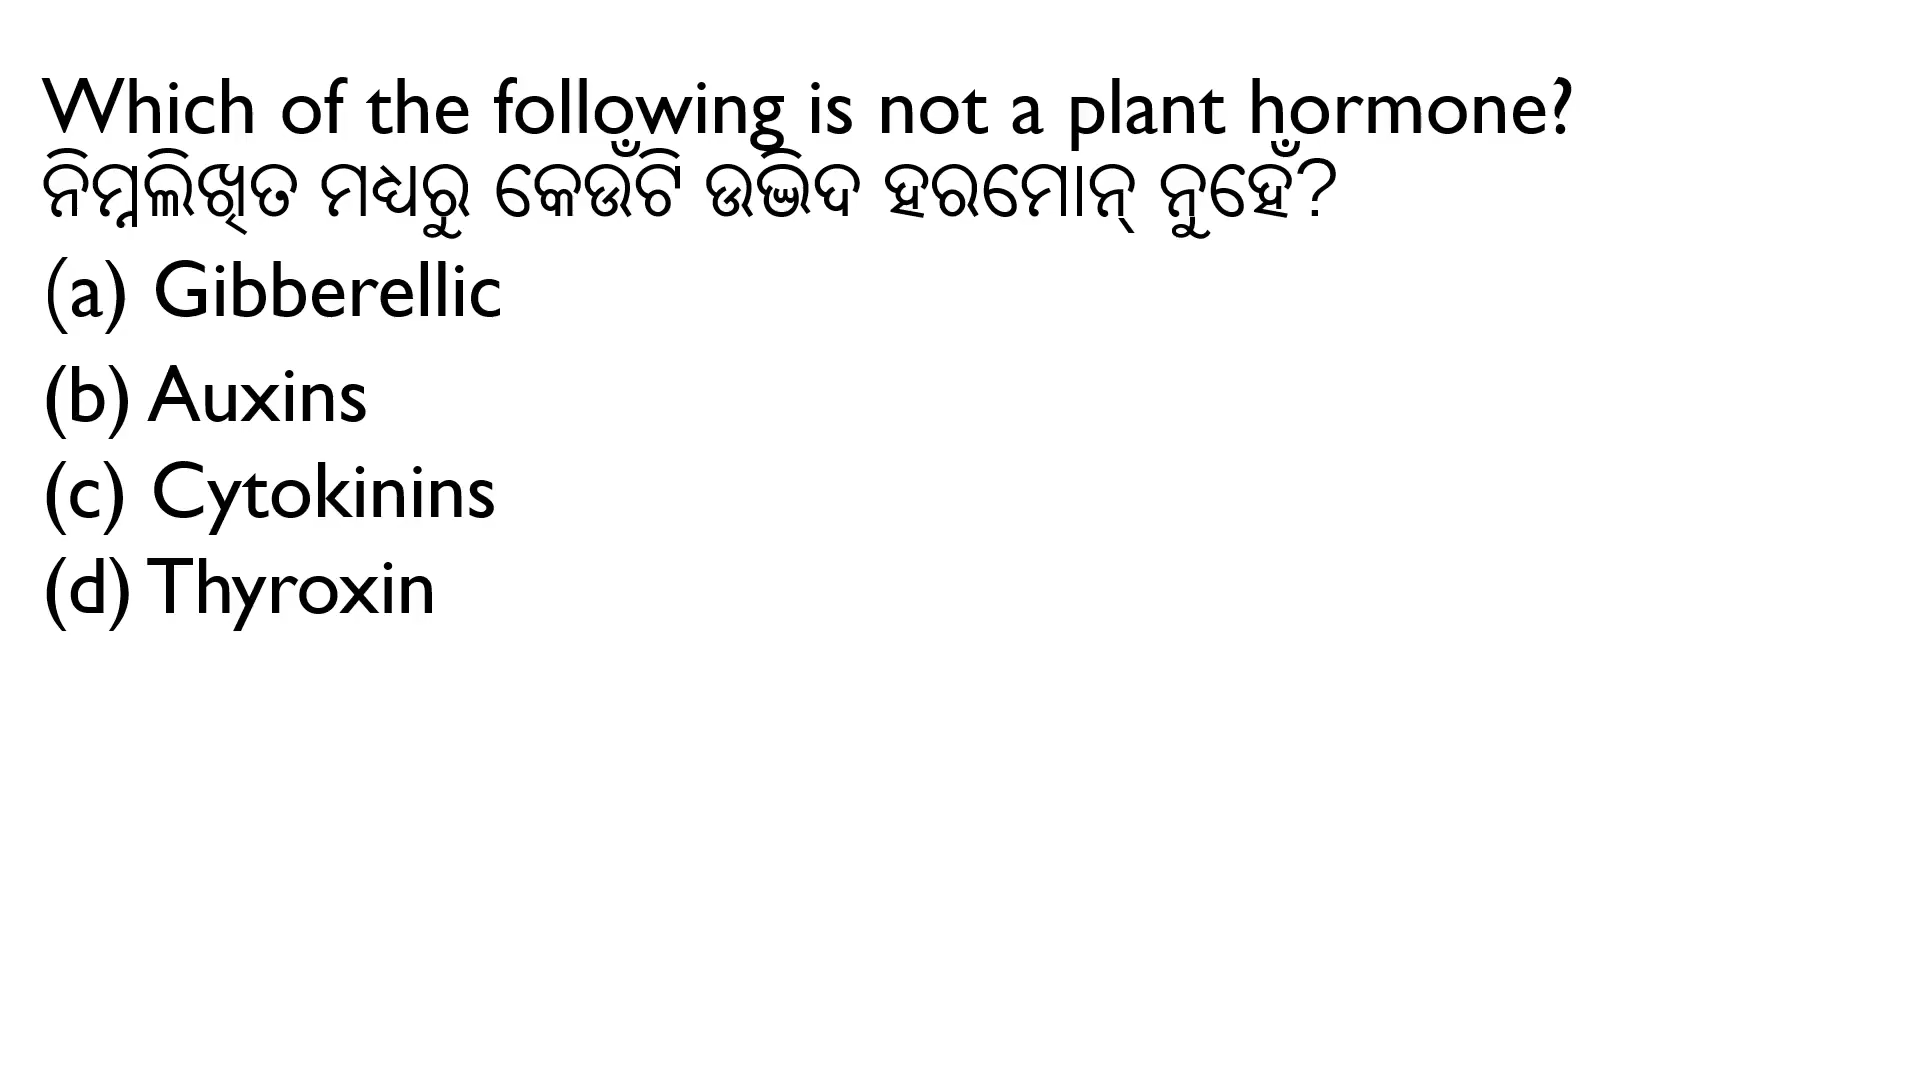 Which of the following is not a plant hormone?
ନିମ୍ନଲିଖିତ ମଧ୍ୟରୁ କେଉଁଟି ଉଦ୍ଭିଦ ହରମୋନ୍ ନୁହେଁ?
(a) Gibberellic
(b) Auxins
(c) Cytokinins
(d) Thyroxin